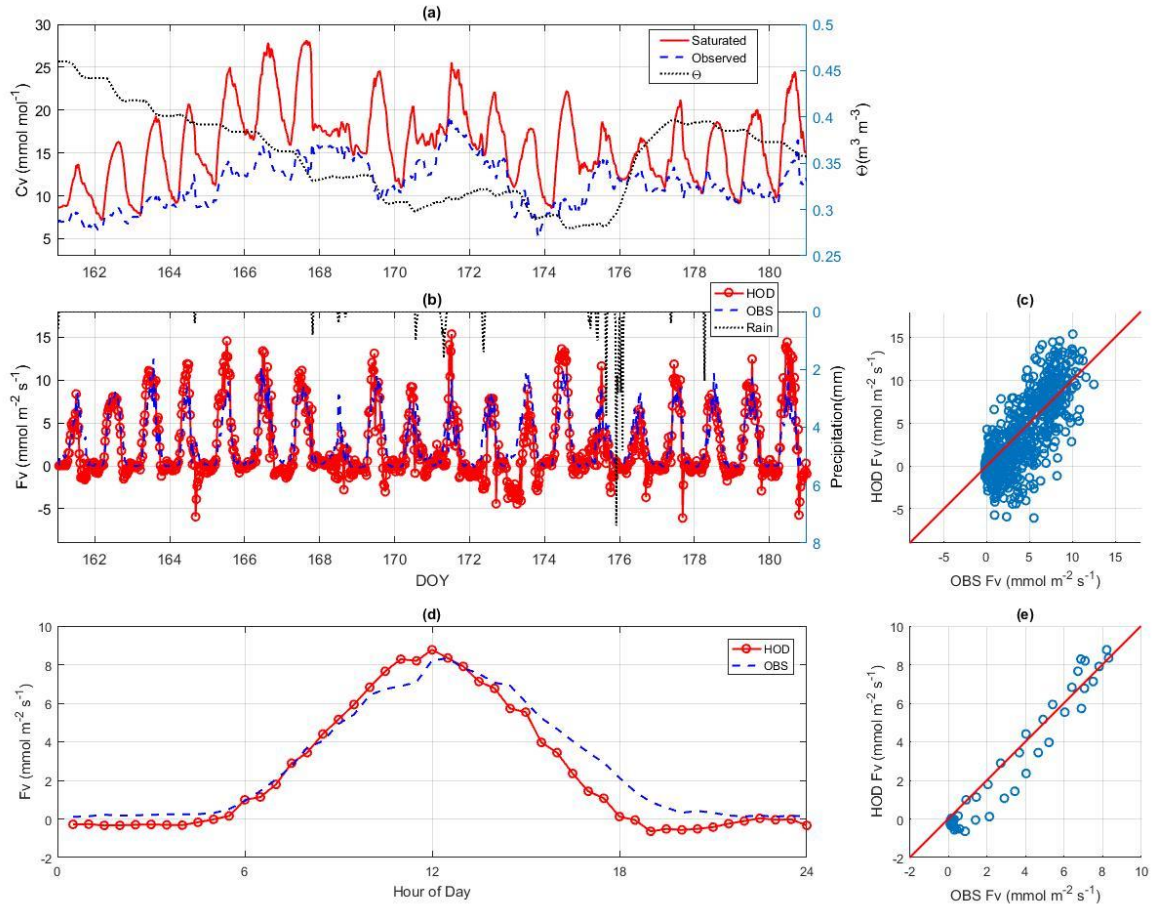 (a)
30
25
20
15
10
5
Cv (mmol mol⁻¹)
Saturated
Observed
Θ
0.5
0.45
0.4
0.35
0.3
0.25
Θ(m³ m⁻³)
162 164 166 168 170 172 174 176 178 180
(b)
15
10
5
0
-5
Fv (mmol m⁻² s⁻¹)
HOD
OBS
Rain
0
2
4
6
8
Precipitation(mm)
162 164 166 168 170 172 174 176 178 180
DOY
(c)
15
10
5
0
-5
HOD Fv (mmol m⁻² s⁻¹)
-5 0 5 10 15
OBS Fv (mmol m⁻² s⁻¹)
(d)
10
8
6
4
2
0
-2
Fv (mmol m⁻² s⁻¹)
HOD
OBS
0 6 12 18 24
Hour of Day
(e)
10
8
6
4
2
0
-2
HOD Fv (mmol m⁻² s⁻¹)
-2 0 2 4 6 8 10
OBS Fv (mmol m⁻² s⁻¹)